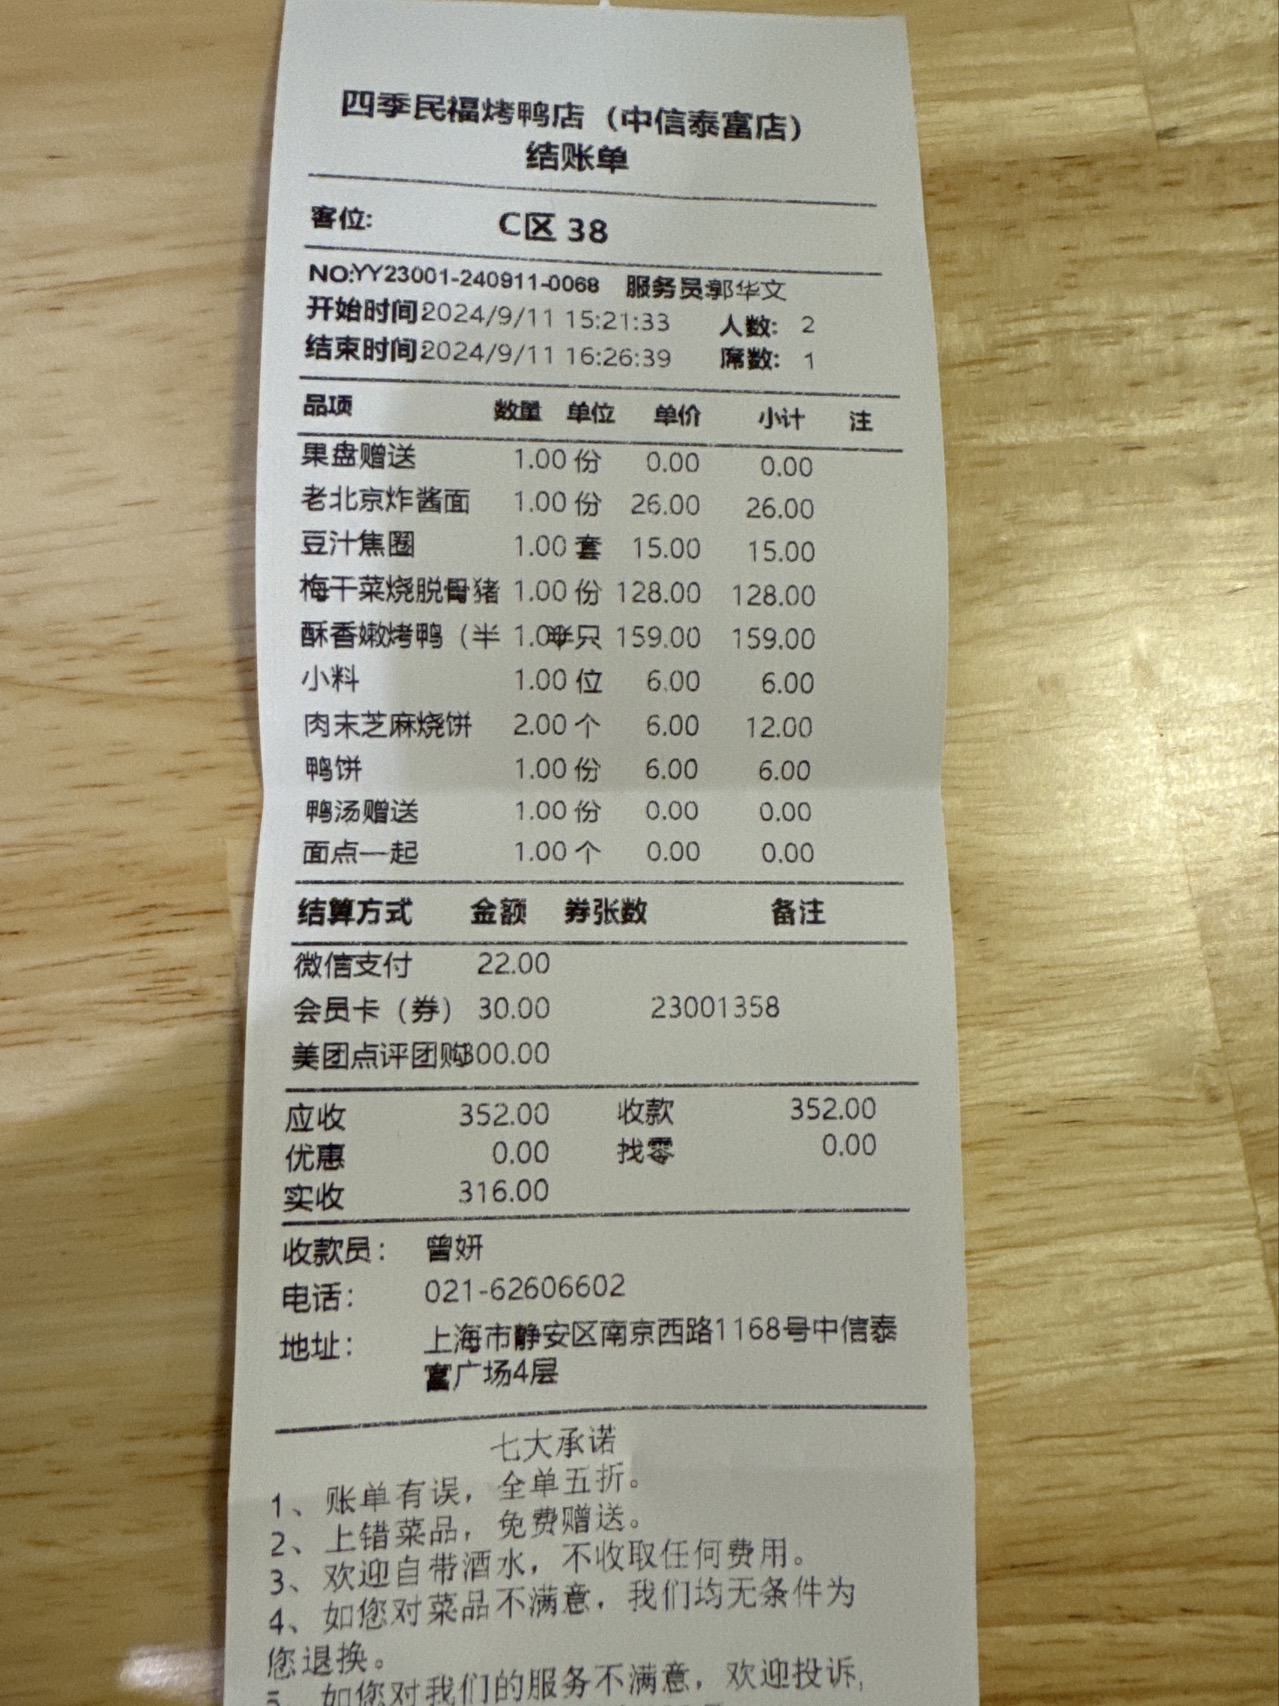 四季民福烤鸭店（中信泰富店）
结账单
客位: C区 38
NO:YY23001-240911-0068 服务员郭华文
开始时间2024/9/11 15:21:33 人数: 2
结束时间2024/9/11 16:26:39 席数: 1
品项 数量 单位 单价 小计 注
果盘赠送 1.00 份 0.00 0.00
老北京炸酱面 1.00 份 26.00 26.00
豆汁焦圈 1.00 套 15.00 15.00
梅干菜烧脱骨猪 1.00 份 128.00 128.00
酥香嫩烤鸭（半 1.00半只 159.00 159.00
小料 1.00 位 6.00 6.00
肉末芝麻烧饼 2.00 个 6.00 12.00
鸭饼 1.00 份 6.00 6.00
鸭汤赠送 1.00 份 0.00 0.00
面点一起 1.00 个 0.00 0.00
结算方式 金额 券张数 备注
微信支付 22.00
会员卡（券） 30.00 23001358
美团点评团购300.00
应收 352.00 收款 352.00
优惠 0.00 找零 0.00
实收 316.00
收款员： 曾妍
电话： 021-62606602
地址： 上海市静安区南京西路1168号中信泰
富广场4层
七大承诺
1、账单有误，全单五折。
2、上错菜品，免费赠送。
3、欢迎自带酒水，不收取任何费用。
4、如您对菜品不满意，我们均无条件为
您退换。
5、如您对我们的服务不满意，欢迎投诉，